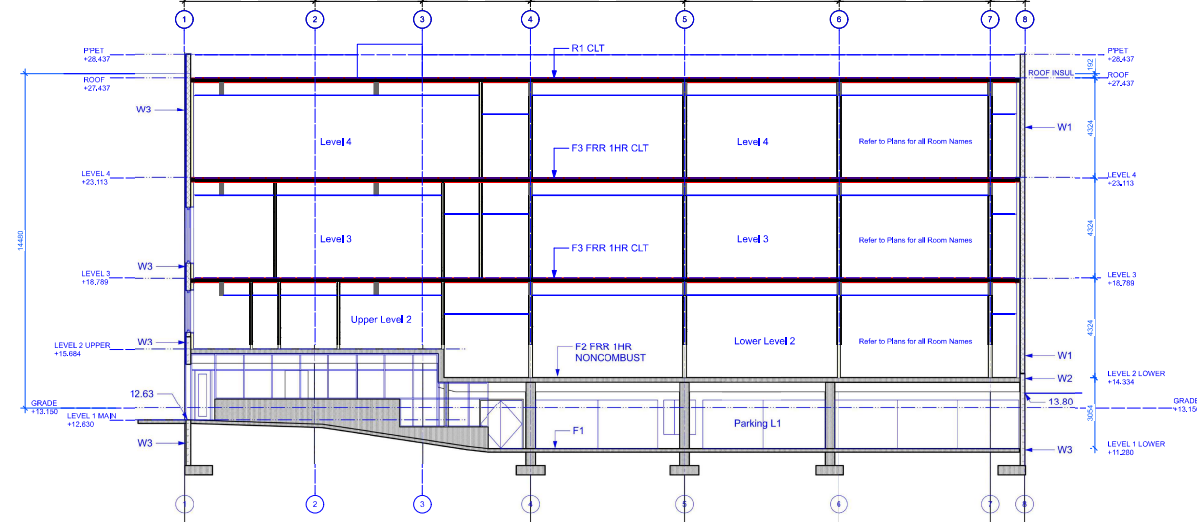 1 2 3 4 5 6 7 8
P'PET
+28.437
ROOF
+27.437
W3
LEVEL 4
+23.113
14480
W3
LEVEL 3
+18.789
W3
LEVEL 2 UPPER
+15.684
12.63
GRADE
+13.150
LEVEL 1 MAIN
+12.630
W3
R1 CLT
Level 4
F3 FRR 1HR CLT
Level 4
Refer to Plans for all Room Names
Level 3
F3 FRR 1HR CLT
Level 3
Refer to Plans for all Room Names
Upper Level 2
F2 FRR 1HR
NONCOMBUST
Lower Level 2
Refer to Plans for all Room Names
F1
Parking L1
P'PET
+28.437
192
ROOF INSUL
ROOF
+27.437
W1
4324
LEVEL 4
+23.113
4324
LEVEL 3
+18.789
4324
W1
LEVEL 2 LOWER
+14.334
W2
13.80
GRADE
+13.150
3054
LEVEL 1 LOWER
+11.280
W3
1 2 3 4 5 6 7 8